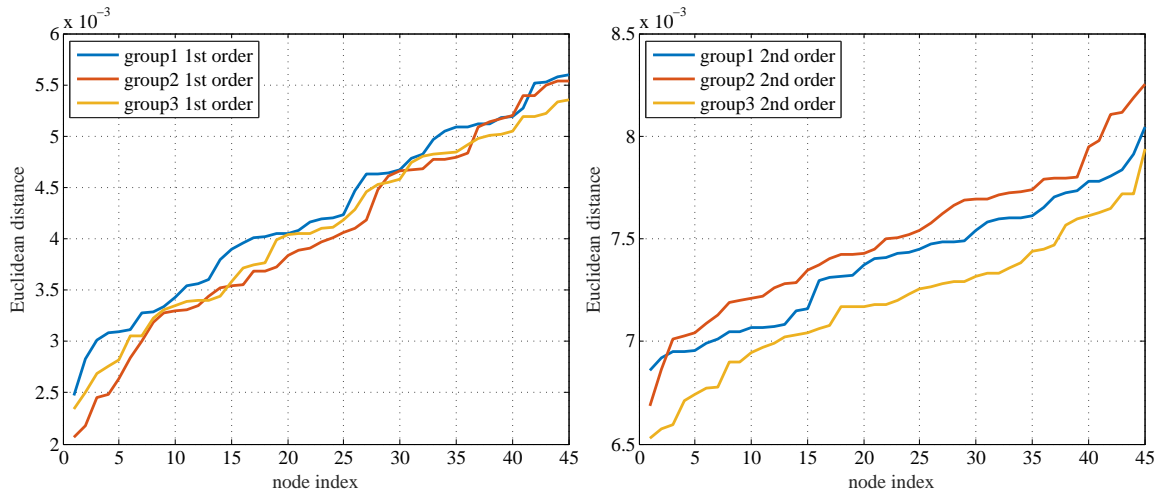 x 10⁻³
6
5.5
5
4.5
4
3.5
3
2.5
2
Euclidean distance
group1 1st order
group2 1st order
group3 1st order
0 5 10 15 20 25 30 35 40 45
node index
x 10⁻³
8.5
8
7.5
7
6.5
Euclidean distance
group1 2nd order
group2 2nd order
group3 2nd order
0 5 10 15 20 25 30 35 40 45
node index